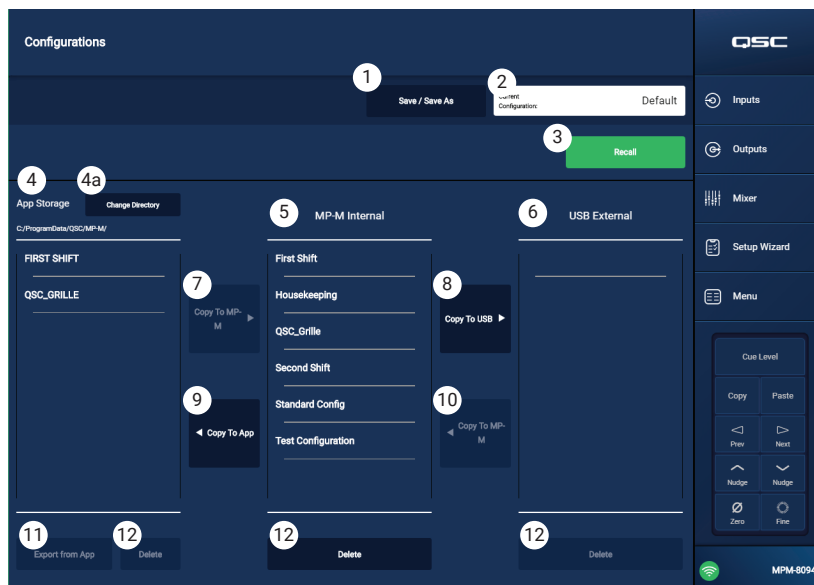 Configurations
QSC
1
2
Save / Save As
Current
Configuration:
Default
Inputs
3
Recall
Outputs
4
4a
App Storage
Change Directory
5
MP-M Internal
6
USB External
Mixer
C:/ProgramData/QSC/MP-M/
FIRST SHIFT
First Shift
Setup Wizard
QSC_GRILLE
7
Housekeeping
8
Menu
Copy To MP-
M
QSC_Grille
Copy To USB
Second Shift
Cue Level
9
Standard Config
10
Copy
Paste
Copy To App
Test Configuration
Copy To MP-
M
Prev
Next
Nudge
Nudge
Zero
Fine
11
12
12
12
Export from App
Delete
Delete
Delete
MPM-8094